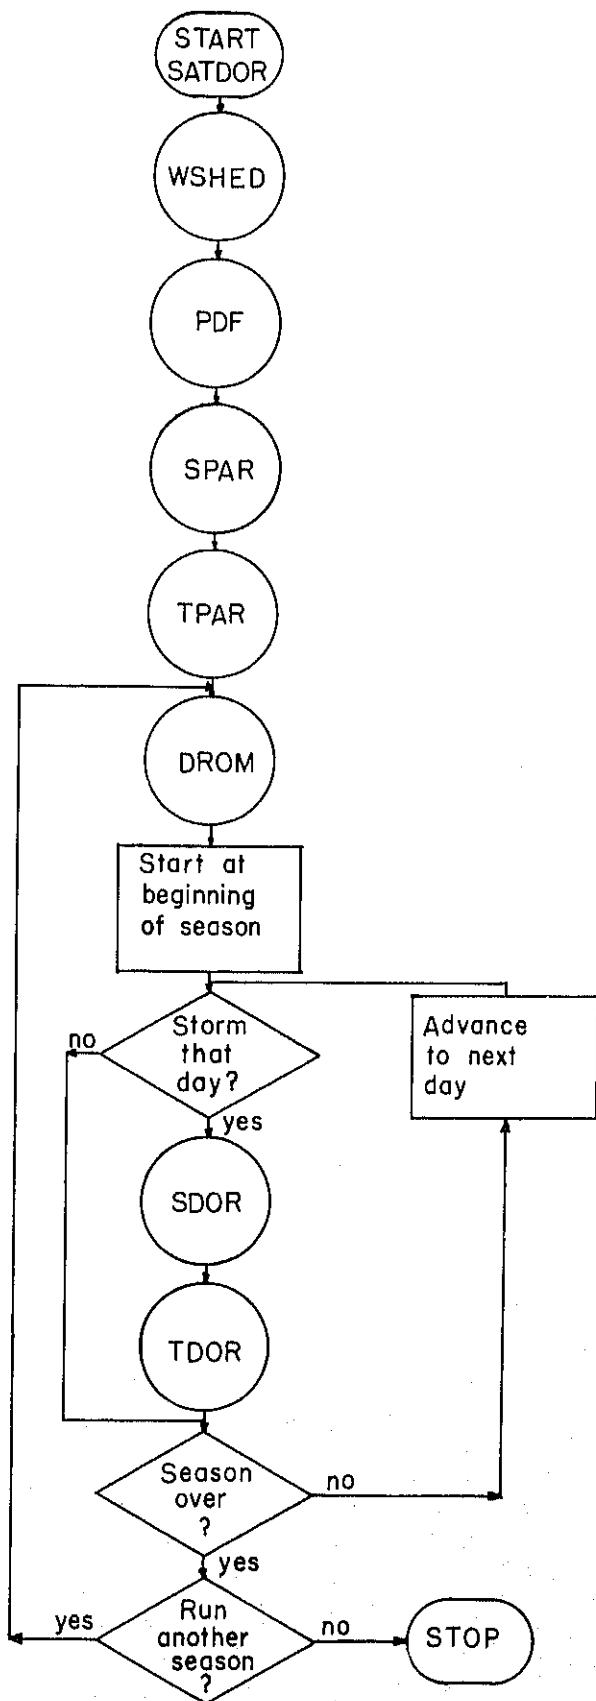 START
SATDOR
WSHED
PDF
SPAR
TPAR
DROM
Start at
beginning
of season
Storm
that
day?
no
yes
Advance
to next
day
SDOR
TDOR
Season
over
?
no
yes
Run
another
season
?
yes
no
STOP